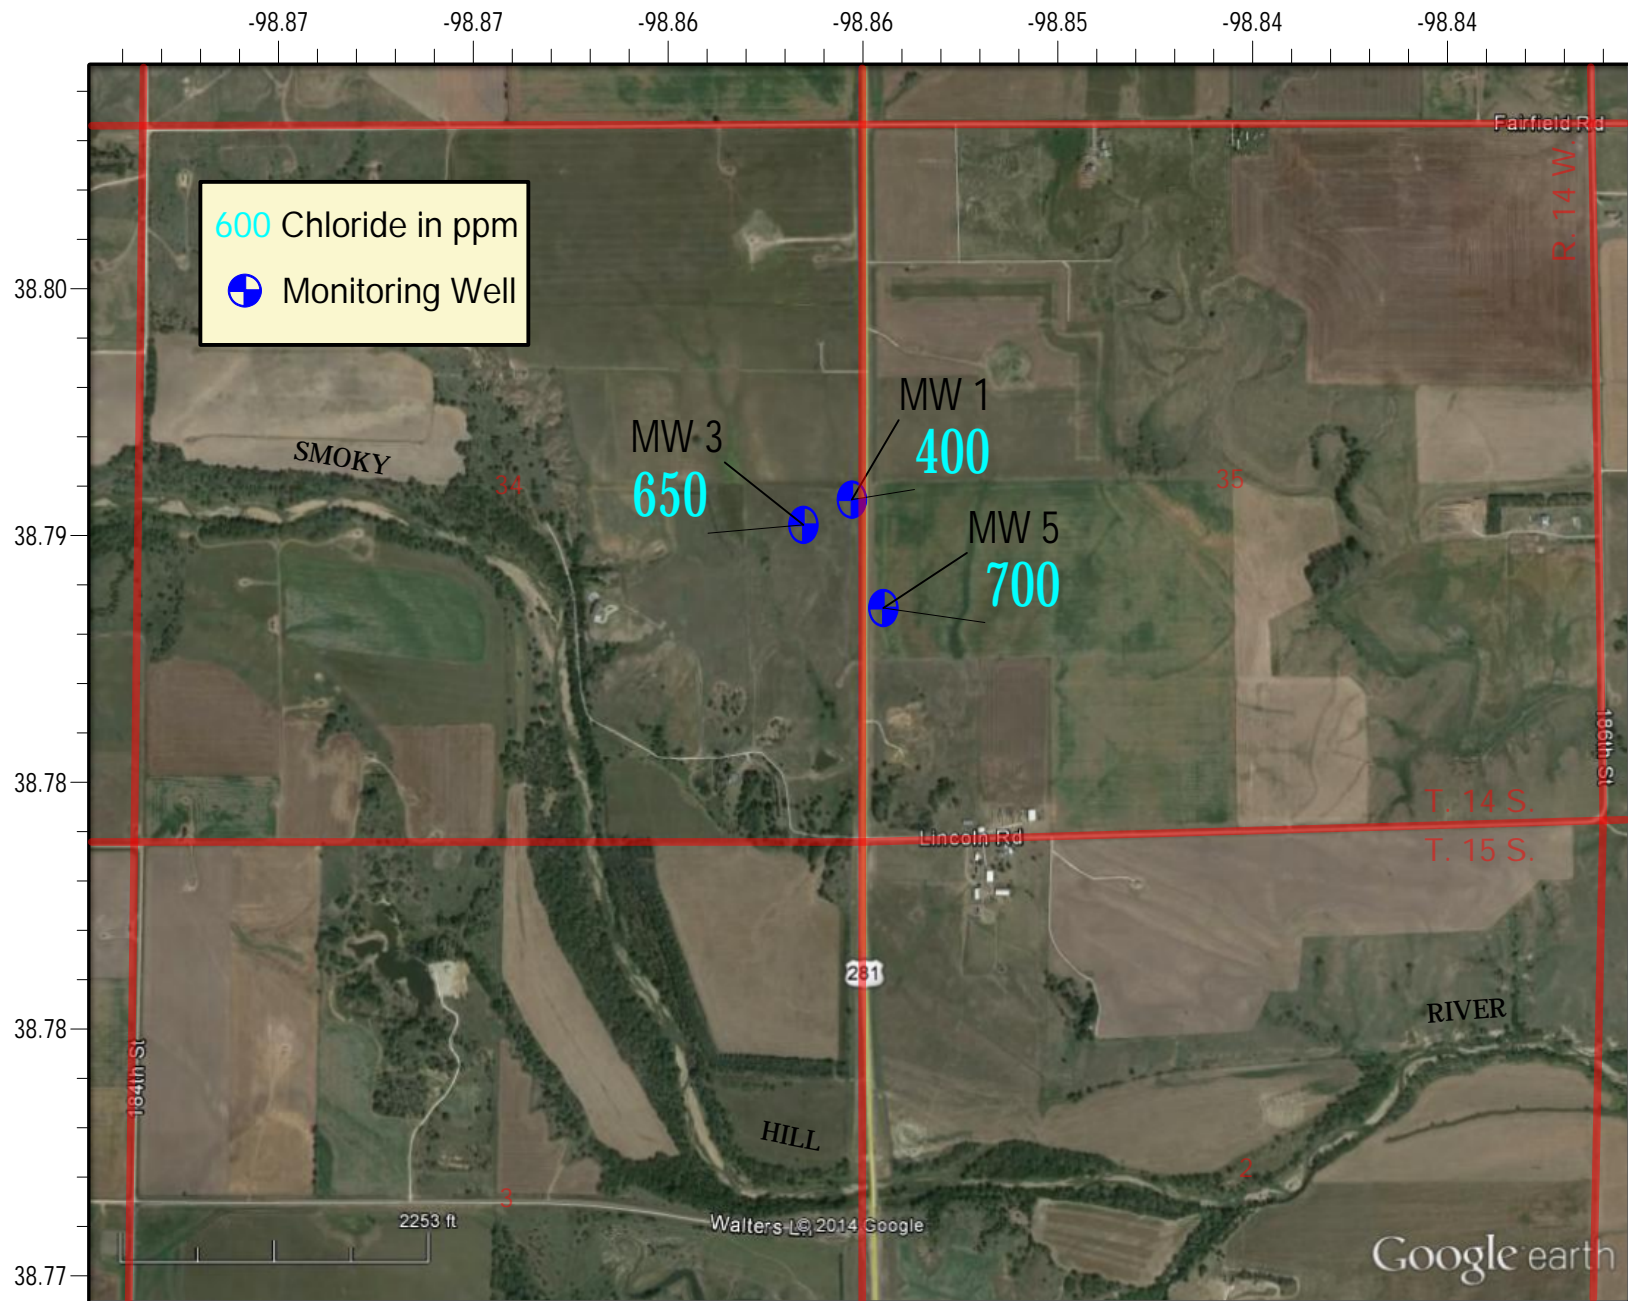 -98.87 -98.87 -98.86 -98.86 -98.85 -98.84 -98.84
Fairfield Rd
R. 14 W.
600 Chloride in ppm
Monitoring Well
38.80
MW 1
400
MW 3
650
SMOKY
34
35
38.79
MW 5
700
186th St
38.78
T. 14 S.
Lincoln Rd
T. 15 S.
281
RIVER
38.78
184th St
HILL
2
3
2253 ft
Walters Ln
© 2014 Google
Google earth
38.77